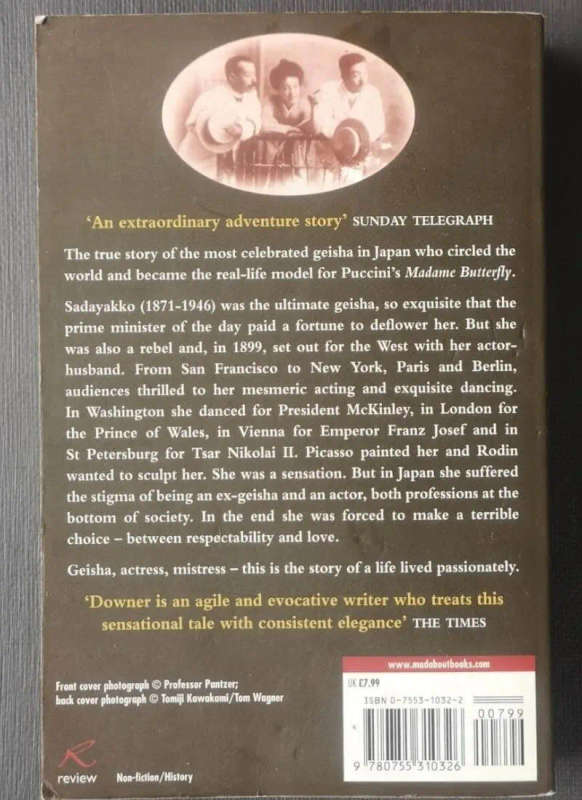 ‘An extraordinary adventure story’ SUNDAY TELEGRAPH
The true story of the most celebrated geisha in Japan who circled the
world and became the real-life model for Puccini’s Madame Butterfly.
Sadayakko (1871-1946) was the ultimate geisha, so exquisite that the
prime minister of the day paid a fortune to deflower her. But she
was also a rebel and, in 1899, set out for the West with her actor-
husband. From San Francisco to New York, Paris and Berlin,
audiences thrilled to her mesmeric acting and exquisite dancing.
In Washington she danced for President McKinley, in London for
the Prince of Wales, in Vienna for Emperor Franz Josef and in
St Petersburg for Tsar Nikolai II. Picasso painted her and Rodin
wanted to sculpt her. She was a sensation. But in Japan she suffered
the stigma of being an ex-geisha and an actor, both professions at the
bottom of society. In the end she was forced to make a terrible
choice – between respectability and love.
Geisha, actress, mistress – this is the story of a life lived passionately.
‘Downer is an agile and evocative writer who treats this
sensational tale with consistent elegance’ THE TIMES
www.madaboutbooks.com
UK £7.99
Front cover photograph © Professor Pantzer;
back cover photograph © Tomiji Kawakami/Tom Wagner
ISBN 0-7553-1032-2
00799
9 780755 310326
R
review
Non-fiction/History